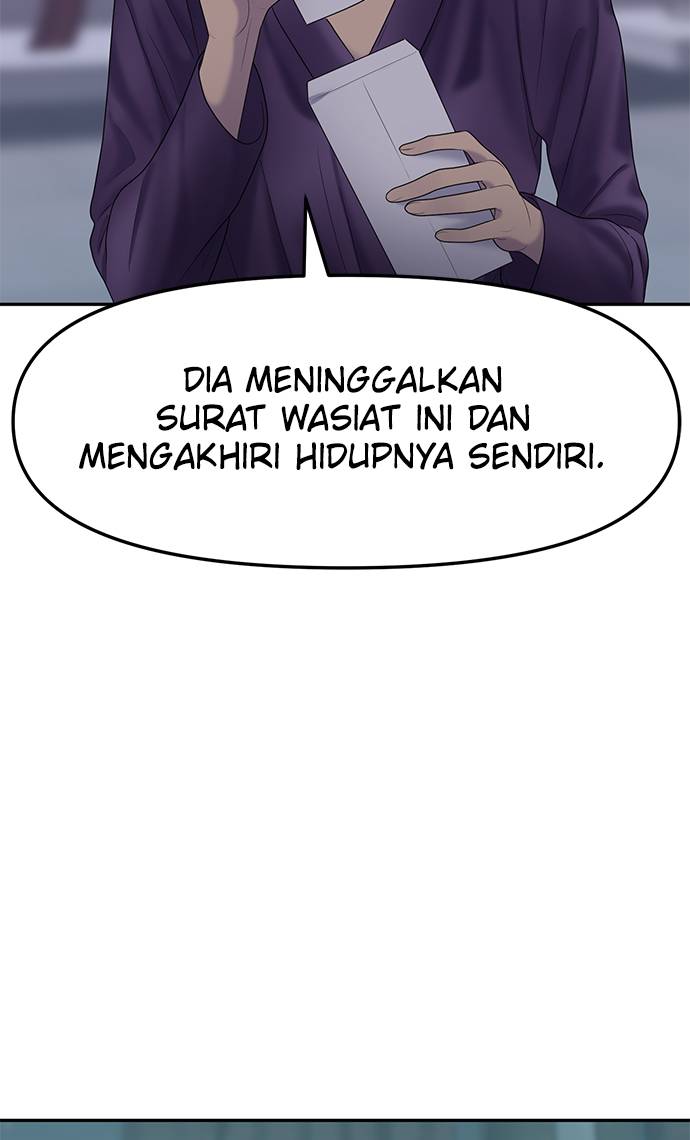 DIA MENINGGALKAN
SURAT WASIAT INI DAN
MENGAKHIRI HIDUPNYA SENDIRI.